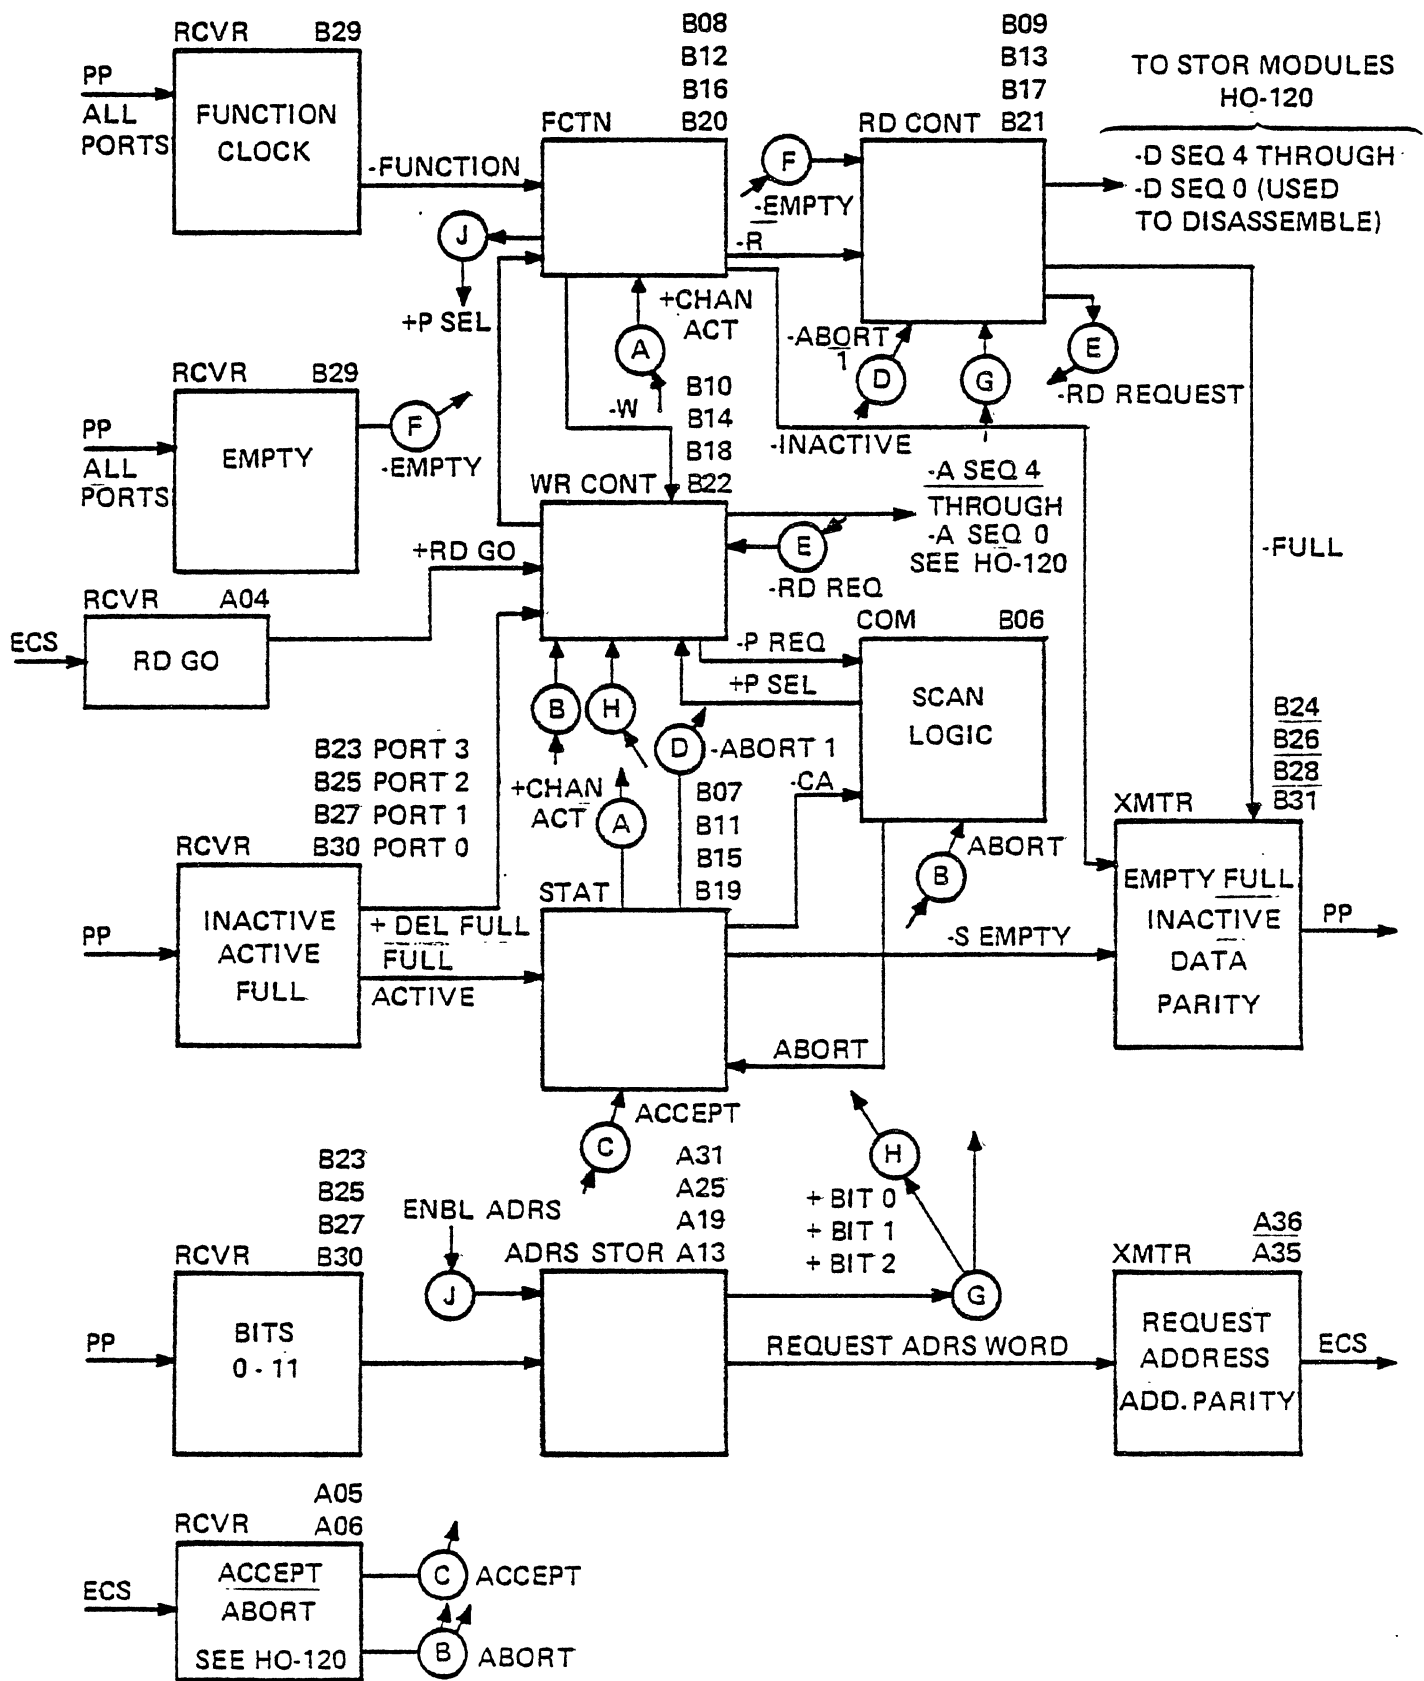 RCVR B29
PP
ALL
PORTS
FUNCTION
CLOCK
-FUNCTION
B08
B12
B16
FCTN B20
B09
B13
B17
RD CONT B21
TO STOR MODULES
HO-120
-D SEQ 4 THROUGH
-D SEQ 0 (USED
TO DISASSEMBLE)
F
-EMPTY
-R
J
+P SEL
+CHAN
ACT
A
-ABORT
1
D
G
E
-RD REQUEST
RCVR B29
PP
ALL
PORTS
EMPTY
F
-EMPTY
-W
B10
B14
B18
WR CONT B22
-INACTIVE
-A SEQ 4
THROUGH
-A SEQ 0
SEE HO-120
E
-RD REQ
-FULL
+RD GO
RCVR A04
ECS
RD GO
COM B06
-P REQ
+P SEL
SCAN
LOGIC
B
H
D
-ABORT 1
+CHAN
ACT
A
-CA
B
ABORT
B23 PORT 3
B25 PORT 2
B27 PORT 1
RCVR B30 PORT 0
PP
INACTIVE
ACTIVE
FULL
+ DEL FULL
FULL
ACTIVE
B07
B11
B15
STAT B19
-S EMPTY
ABORT
C
ACCEPT
B24
B26
B28
XMTR B31
EMPTY FULL
INACTIVE
DATA
PARITY
PP
B23
B25
B27
RCVR B30
PP
BITS
0 - 11
ENBL ADRS
J
A31
A25
A19
ADRS STOR A13
H
+ BIT 0
+ BIT 1
+ BIT 2
G
REQUEST ADRS WORD
A36
XMTR A35
REQUEST
ADDRESS
ADD. PARITY
ECS
A05
RCVR A06
ECS
ACCEPT
ABORT
SEE HO-120
C
ACCEPT
B
ABORT